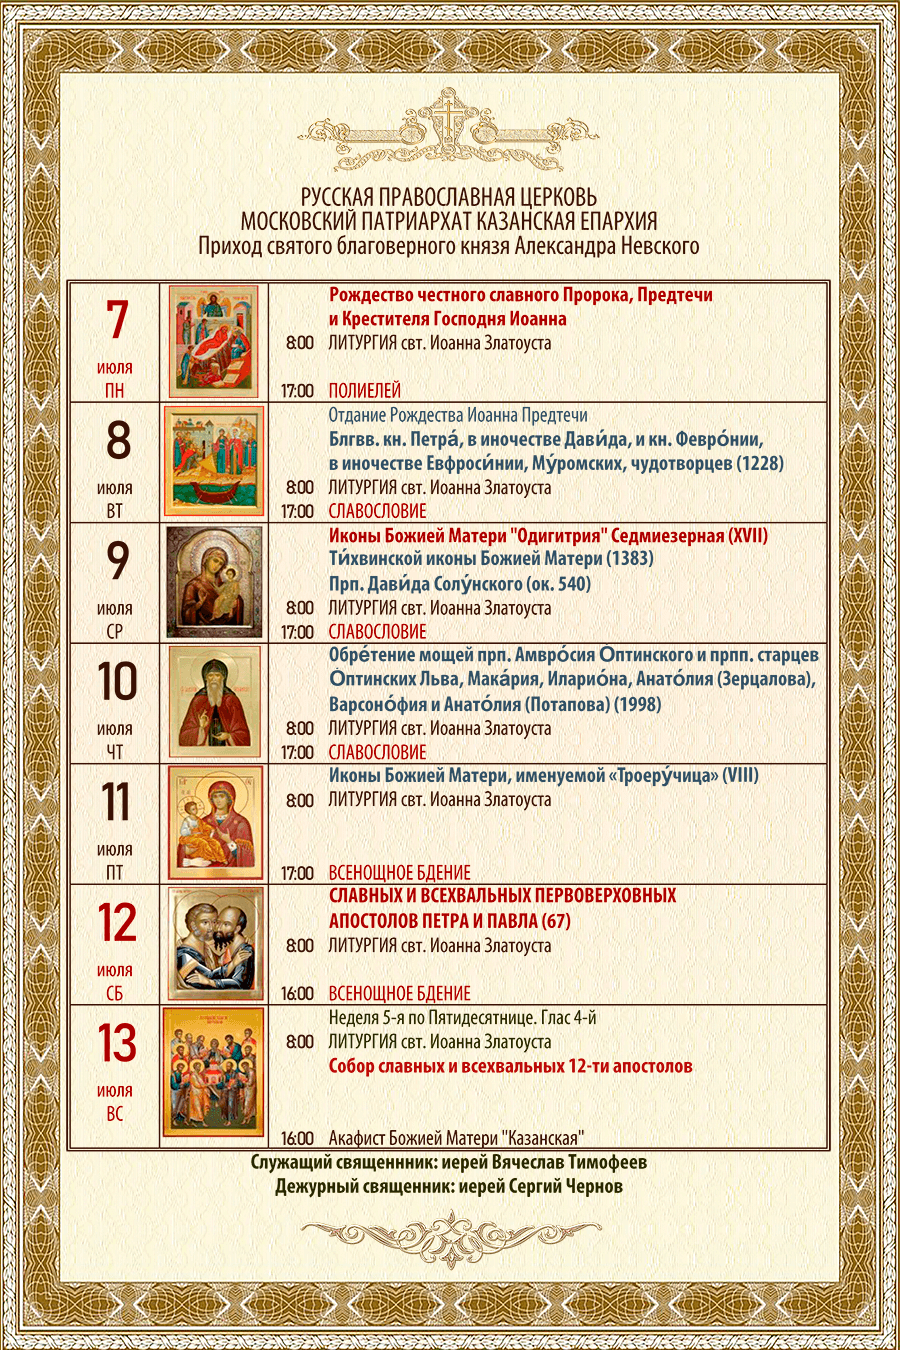 РУССКАЯ ПРАВОСЛАВНАЯ ЦЕРКОВЬ
МОСКОВСКИЙ ПАТРИАРХАТ КАЗАНСКАЯ ЕПАРХИЯ
Приход святого благоверного князя Александра Невского
7
июля
ПН
Рождество честного славного Пророка, Предтечи
и Крестителя Господня Иоанна
8:00 ЛИТУРГИЯ свт. Иоанна Златоуста
17:00 ПОЛИЕЛЕЙ
8
июля
ВТ
Отдание Рождества Иоанна Предтечи
Блгвв. кн. Петра́, в иночестве Дави́да, и кн. Февро́нии,
в иночестве Евфроси́нии, Му́ромских, чудотворцев (1228)
8:00 ЛИТУРГИЯ свт. Иоанна Златоуста
17:00 СЛАВОСЛОВИЕ
9
июля
СР
Иконы Божией Матери "Одигитрия" Седмиезерная (XVII)
Ти́хвинской иконы Божией Матери (1383)
Прп. Дави́да Солу́нского (ок. 540)
8:00 ЛИТУРГИЯ свт. Иоанна Златоуста
17:00 СЛАВОСЛОВИЕ
10
июля
ЧТ
Обре́тение мощей прп. Амвро́сия О́птинского и прпп. старцев
О́птинских Льва, Мака́рия, Иларио́на, Анато́лия (Зерцалова),
Варсоно́фия и Анато́лия (Потапова) (1998)
8:00 ЛИТУРГИЯ свт. Иоанна Златоуста
17:00 СЛАВОСЛОВИЕ
11
июля
ПТ
Иконы Божией Матери, именуемой «Троеру́чица» (VIII)
8:00 ЛИТУРГИЯ свт. Иоанна Златоуста
17:00 ВСЕНОЩНОЕ БДЕНИЕ
12
июля
СБ
СЛАВНЫХ И ВСЕХВАЛЬНЫХ ПЕРВОВЕРХОВНЫХ
АПОСТОЛОВ ПЕТРА И ПАВЛА (67)
8:00 ЛИТУРГИЯ свт. Иоанна Златоуста
16:00 ВСЕНОЩНОЕ БДЕНИЕ
13
июля
ВС
Неделя 5-я по Пятидесятнице. Глас 4-й
8:00 ЛИТУРГИЯ свт. Иоанна Златоуста
Собор славных и всехвальных 12-ти апостолов
16:00 Акафист Божией Матери "Казанская"
Служащий священнник: иерей Вячеслав Тимофеев
Дежурный священник: иерей Сергий Чернов